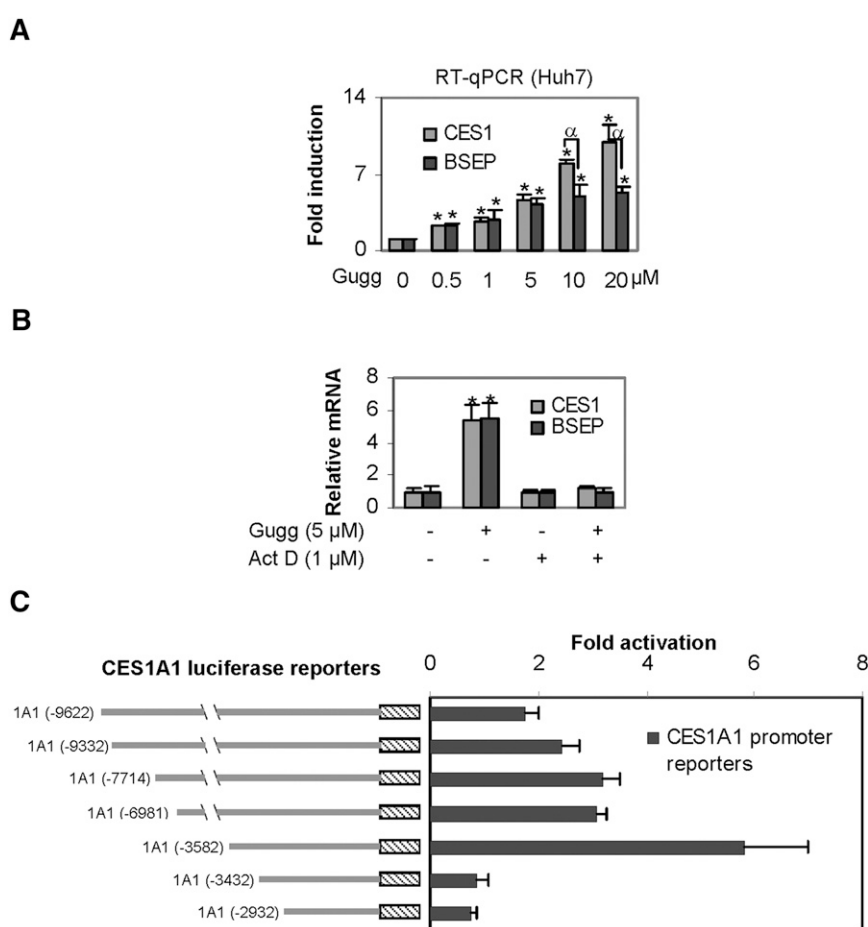 A
RT-qPCR (Huh7)
14
7
0
Fold induction
CES1
BSEP
* * * * * * * * * *
α α
Gugg 0 0.5 1 5 10 20 µM
B
8
6
4
2
0
Relative mRNA
CES1
BSEP
* *
Gugg (5 µM) - + - +
Act D (1 µM) - - + +
C
Fold activation
CES1A1 luciferase reporters
0 2 4 6 8
1A1 (-9622)
1A1 (-9332)
1A1 (-7714)
1A1 (-6981)
1A1 (-3582)
1A1 (-3432)
1A1 (-2932)
CES1A1 promoter
reporters